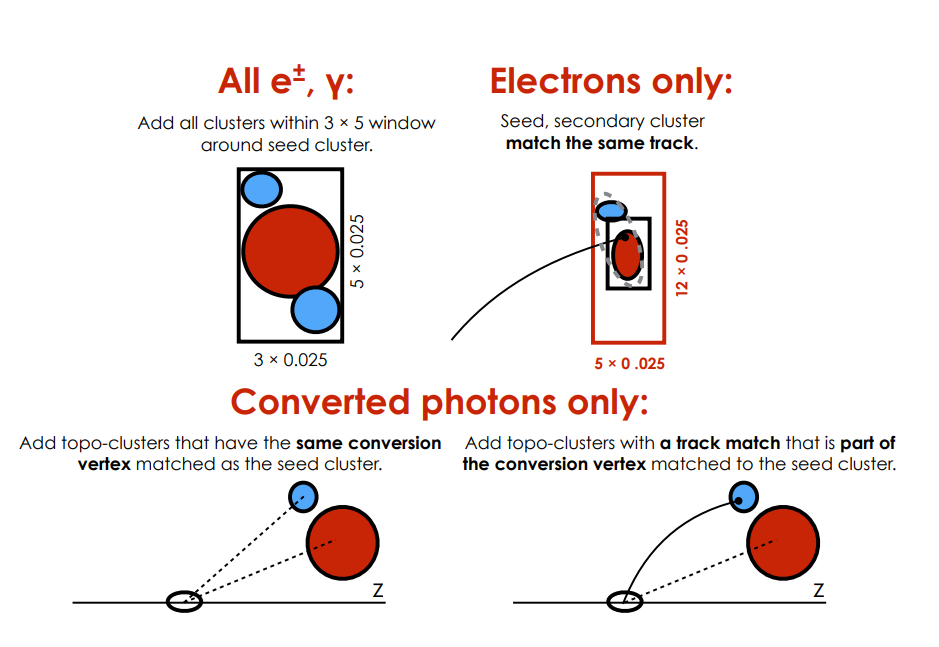 All e±, γ:
Add all clusters within 3 × 5 window
around seed cluster.
5 × 0.025
3 × 0.025
Electrons only:
Seed, secondary cluster
match the same track.
12 × 0 .025
5 × 0 .025
Converted photons only:
Add topo-clusters that have the same conversion
vertex matched as the seed cluster.
Z
Add topo-clusters with a track match that is part of
the conversion vertex matched to the seed cluster.
Z